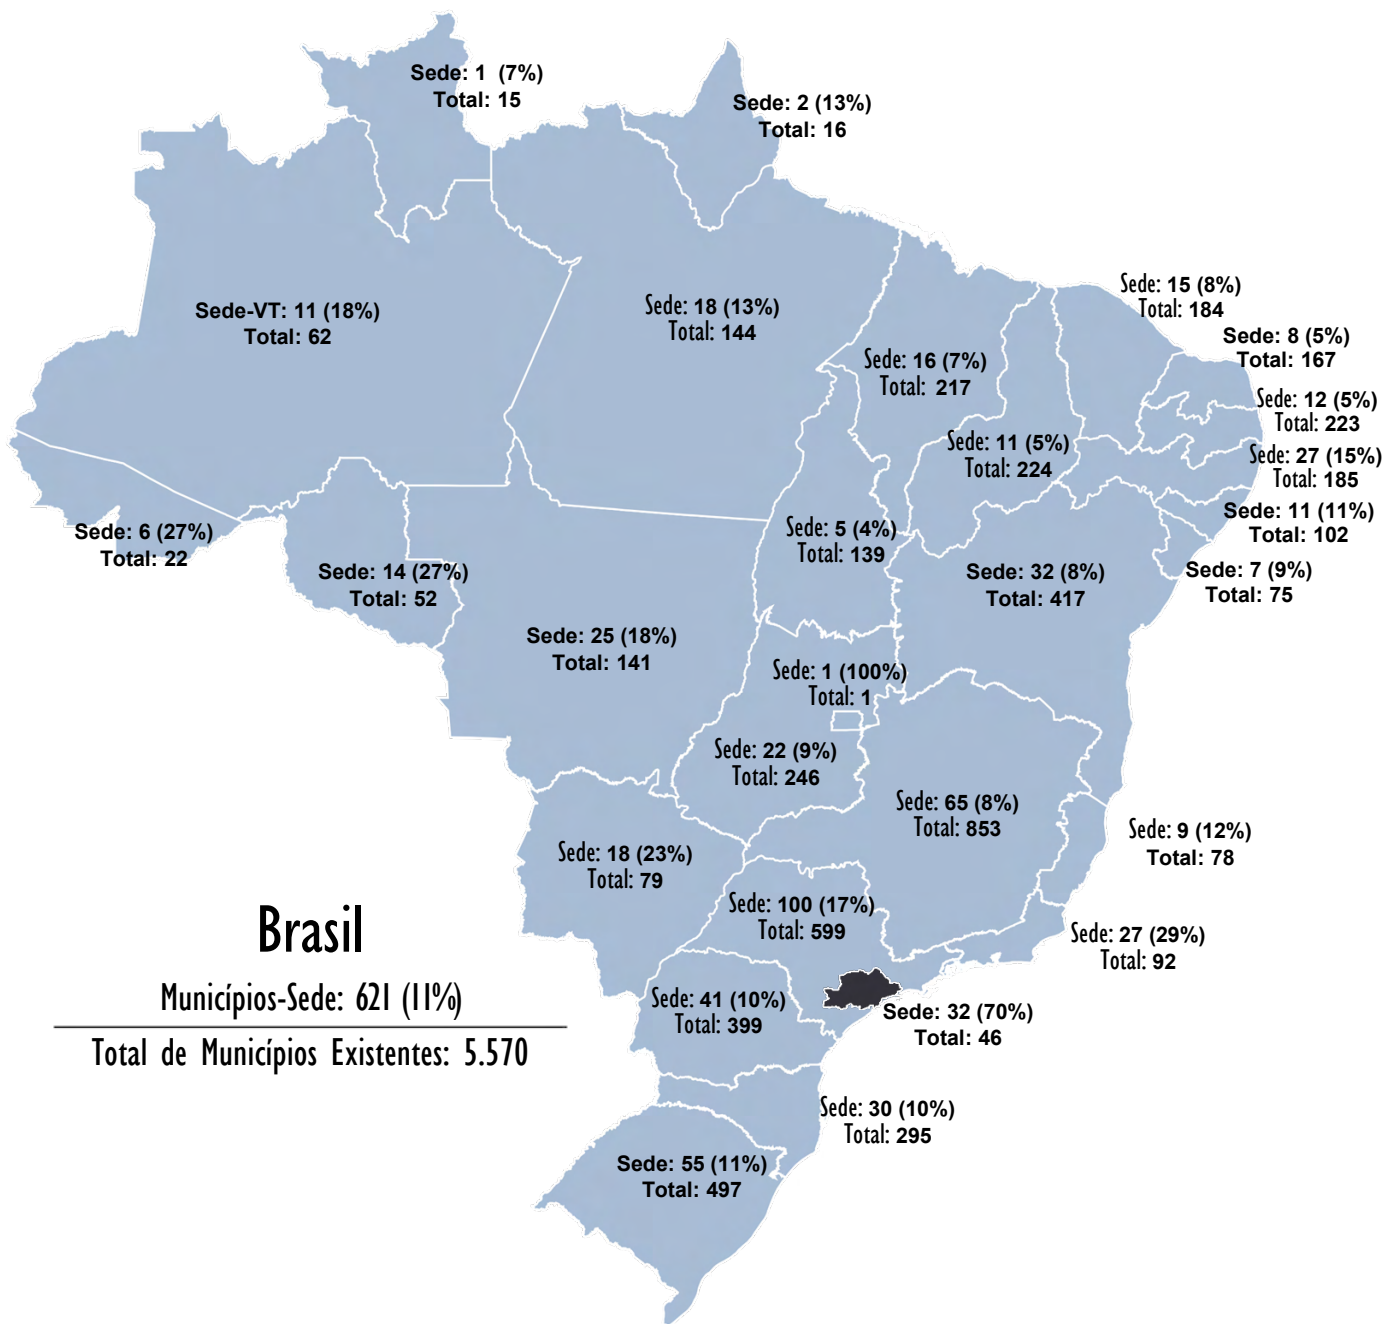 Sede: 1 (7%)
Total: 15
Sede: 2 (13%)
Total: 16
Sede-VT: 11 (18%)
Total: 62
Sede: 18 (13%)
Total: 144
Sede: 15 (8%)
Total: 184
Sede: 8 (5%)
Total: 167
Sede: 16 (7%)
Total: 217
Sede: 12 (5%)
Total: 223
Sede: 11 (5%)
Total: 224
Sede: 27 (15%)
Total: 185
Sede: 11 (11%)
Total: 102
Sede: 6 (27%)
Total: 22
Sede: 5 (4%)
Total: 139
Sede: 14 (27%)
Total: 52
Sede: 32 (8%)
Total: 417
Sede: 7 (9%)
Total: 75
Sede: 25 (18%)
Total: 141
Sede: 1 (100%)
Total: 1
Sede: 22 (9%)
Total: 246
Sede: 65 (8%)
Total: 853
Sede: 9 (12%)
Total: 78
Sede: 18 (23%)
Total: 79
Sede: 100 (17%)
Total: 599
Sede: 27 (29%)
Total: 92
Brasil
Municípios-Sede: 621 (11%)
Total de Municípios Existentes: 5.570
Sede: 41 (10%)
Total: 399
Sede: 32 (70%)
Total: 46
Sede: 30 (10%)
Total: 295
Sede: 55 (11%)
Total: 497